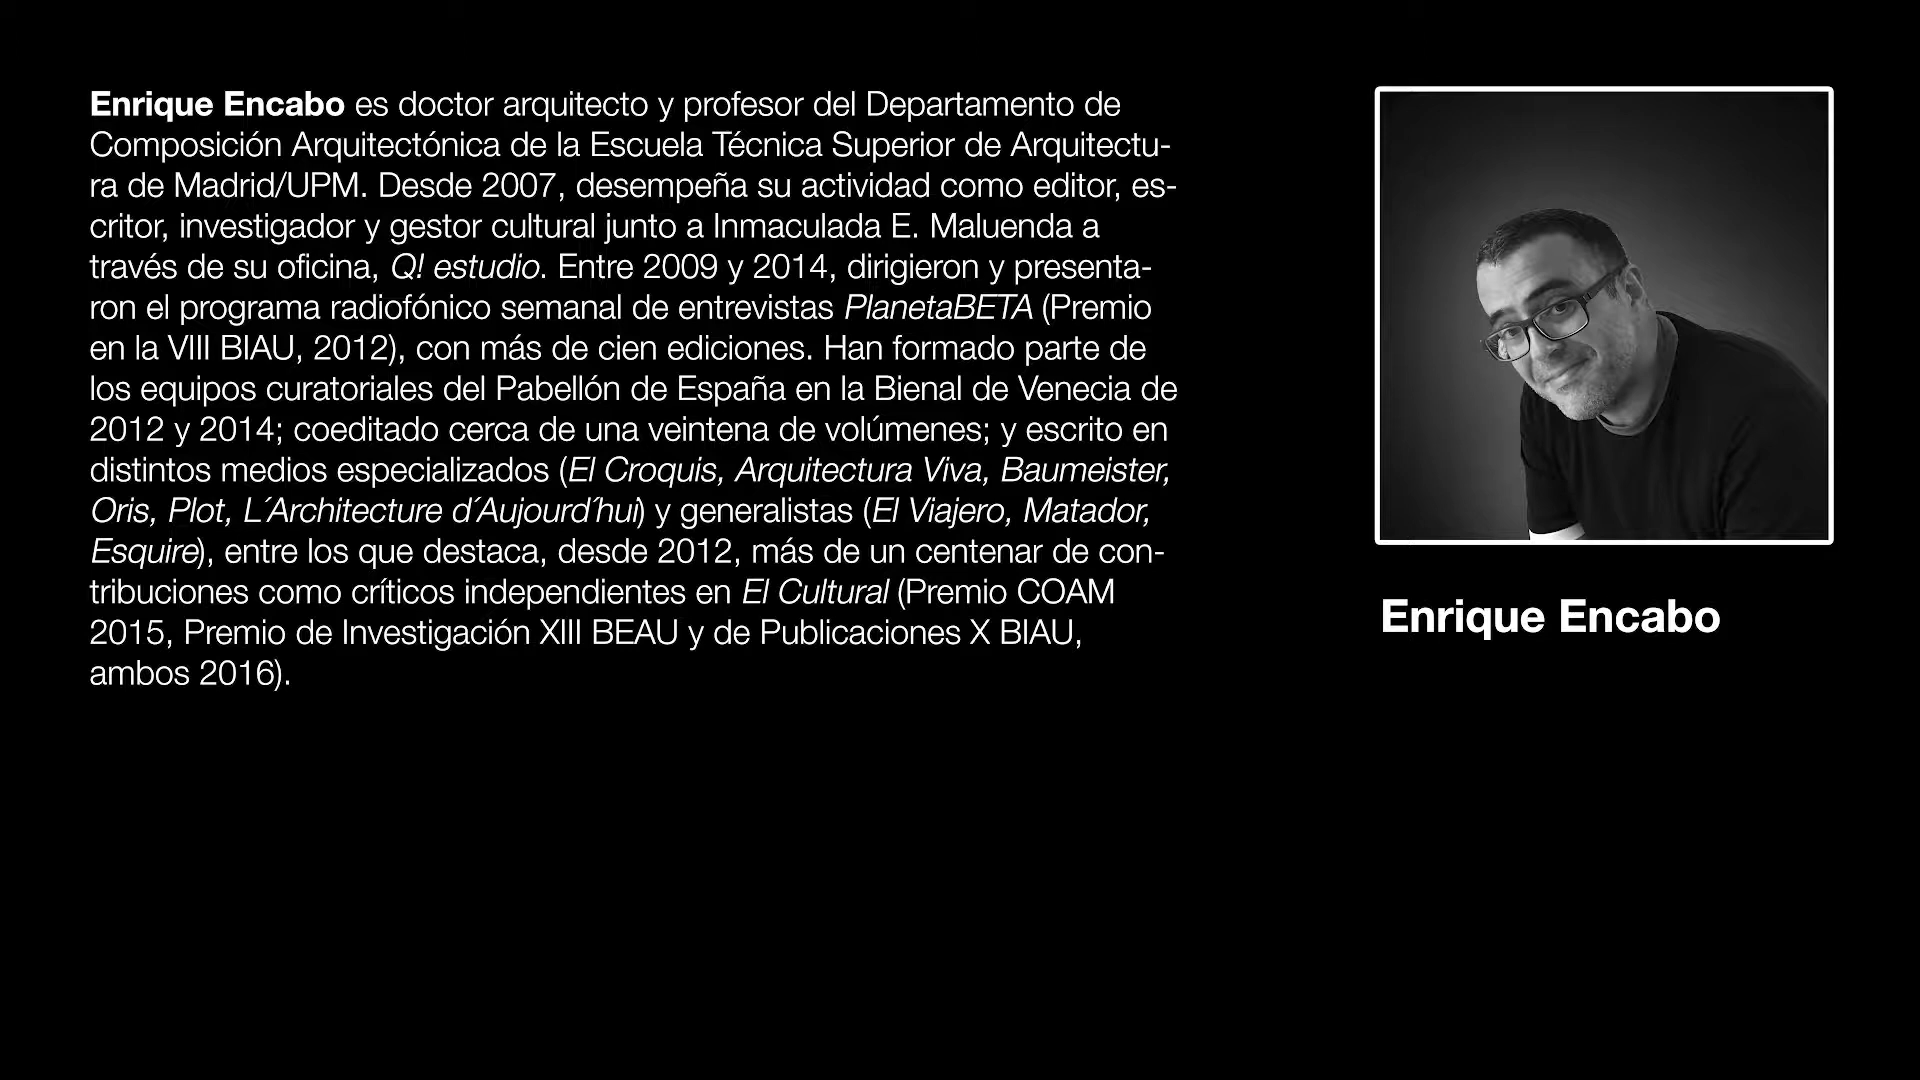 Enrique Encabo es doctor arquitecto y profesor del Departamento de
Composición Arquitectónica de la Escuela Técnica Superior de Arquitectu-
ra de Madrid/UPM. Desde 2007, desempeña su actividad como editor, es-
critor, investigador y gestor cultural junto a Inmaculada E. Maluenda a
través de su oficina, Q! estudio. Entre 2009 y 2014, dirigieron y presenta-
ron el programa radiofónico semanal de entrevistas PlanetaBETA (Premio
en la VIII BIAU, 2012), con más de cien ediciones. Han formado parte de
los equipos curatoriales del Pabellón de España en la Bienal de Venecia de
2012 y 2014; coeditado cerca de una veintena de volúmenes; y escrito en
distintos medios especializados (El Croquis, Arquitectura Viva, Baumeister,
Oris, Plot, L´Architecture d´Aujourd´hui) y generalistas (El Viajero, Matador,
Esquire), entre los que destaca, desde 2012, más de un centenar de con-
tribuciones como críticos independientes en El Cultural (Premio COAM
2015, Premio de Investigación XIII BEAU y de Publicaciones X BIAU,
ambos 2016).
Enrique Encabo